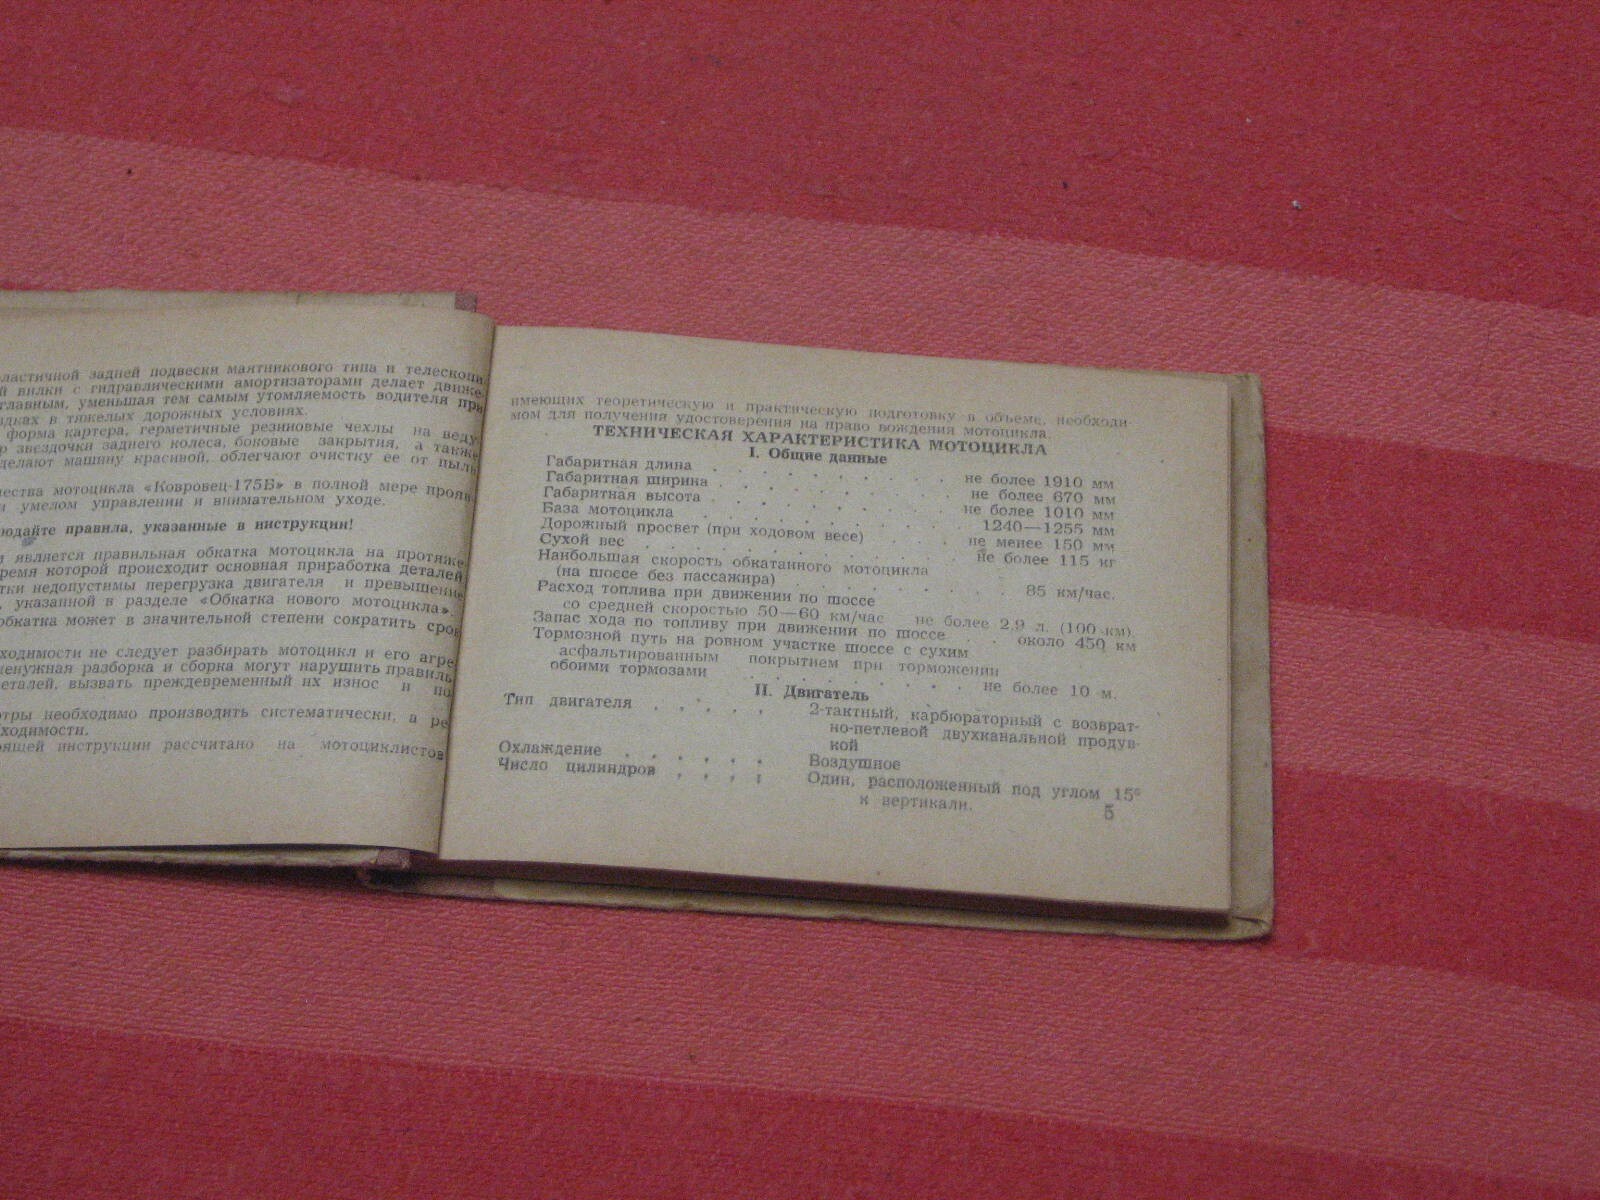 ластичной задней подвески маятникового типа и телескопи
й вилки с гидравлическими амортизаторами делает движе-
главным, уменьшая тем самым утомляемость водителя при
здках в тяжелых дорожных условиях.
форма картера, герметичные резиновые чехлы на веду
р звездочки заднего колеса, боковые закрытия, а также
делают машину красивой, облегчают очистку ее от пыли
чества мотоцикла «Ковровец-175Б» в полной мере прояв-
и умелом управлении и внимательном уходе.
юдайте правила, указанные в инструкции!
и является правильная обкатка мотоцикла на протяже-
ремя которой происходит основная приработка деталей
тки недопустимы перегрузка двигателя и превышение
, указанной в разделе «Обкатка нового мотоцикла».
обкатка может в значительной степени сократить срок
ходимости не следует разбирать мотоцикл и его агре-
ненужная разборка и сборка могут нарушить правиль-
еталей, вызвать преждевременный их износ и по
отры необходимо производить систематически, а ре
ходимости.
оящей инструкции рассчитано на мотоциклистов
имеющих теоретическую и практическую подготовку в объеме, необходи-
мом для получения удостоверения на право вождения мотоцикла.
ТЕХНИЧЕСКАЯ ХАРАКТЕРИСТИКА МОТОЦИКЛА
I. Общие данные
Габаритная длина . . . . . . . . не более 1910 мм
Габаритная ширина . . . . . . . . не более 670 мм
Габаритная высота . . . . . . . . не более 1010 мм
База мотоцикла . . . . . . . . 1240—1255 мм
Дорожный просвет (при ходовом весе) . . . . не менее 150 мм
Сухой вес . . . . . . . . не более 115 кг
Наибольшая скорость обкатанного мотоцикла
(на шоссе без пассажира) . . . . . . . 85 км/час.
Расход топлива при движении по шоссе
со средней скоростью 50—60 км/час не более 2,9 л. (100 км).
Запас хода по топливу при движении по шоссе . . около 450 км
Тормозной путь на ровном участке шоссе с сухим
асфальтированным покрытием при торможении
обоими тормозами . . . . . . . . не более 10 м.
II. Двигатель
Тип двигателя . . . . . 2-тактный, карбюраторный с возврат-
но-петлевой двухканальной продув-
кой
Охлаждение . . . . . . Воздушное
Число цилиндров . . . . Один, расположенный под углом 15°
к вертикали.
5